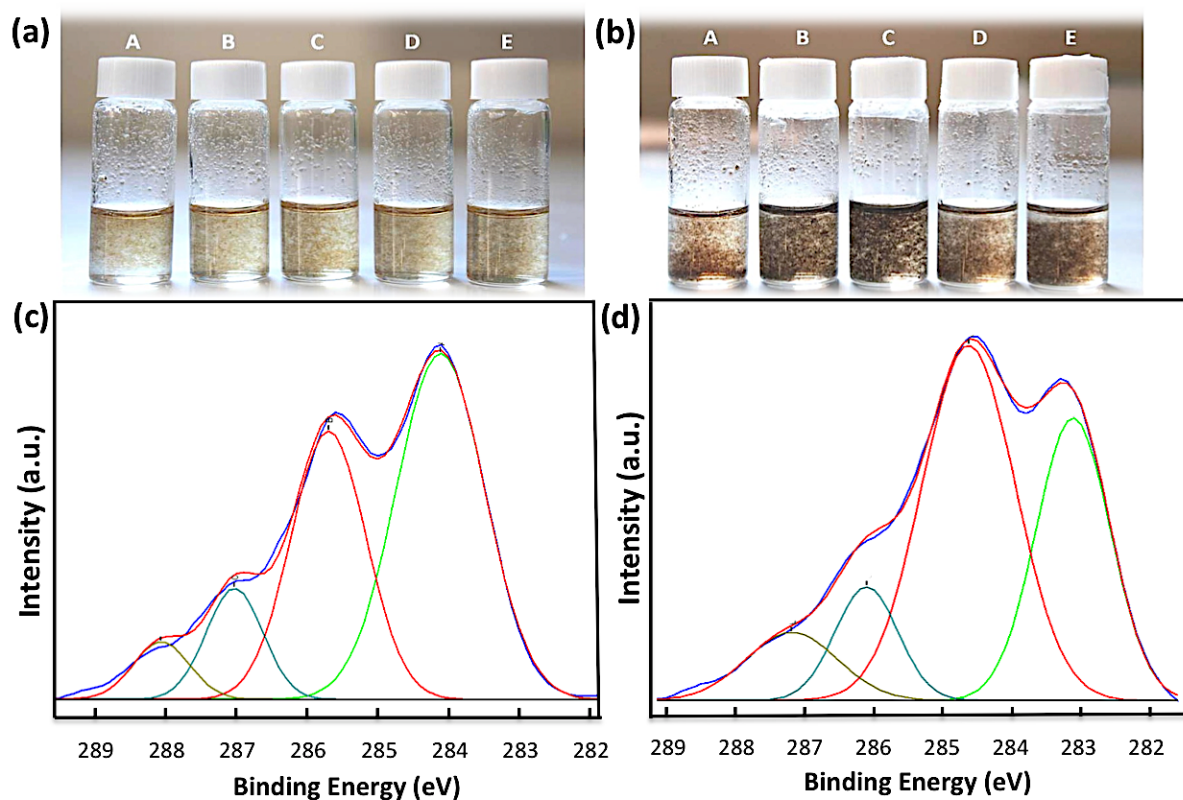 (a)
A B C D E
(b)
A B C D E
(c)
Intensity (a.u.)
289 288 287 286 285 284 283 282
Binding Energy (eV)
(d)
Intensity (a.u.)
289 288 287 286 285 284 283 282
Binding Energy (eV)